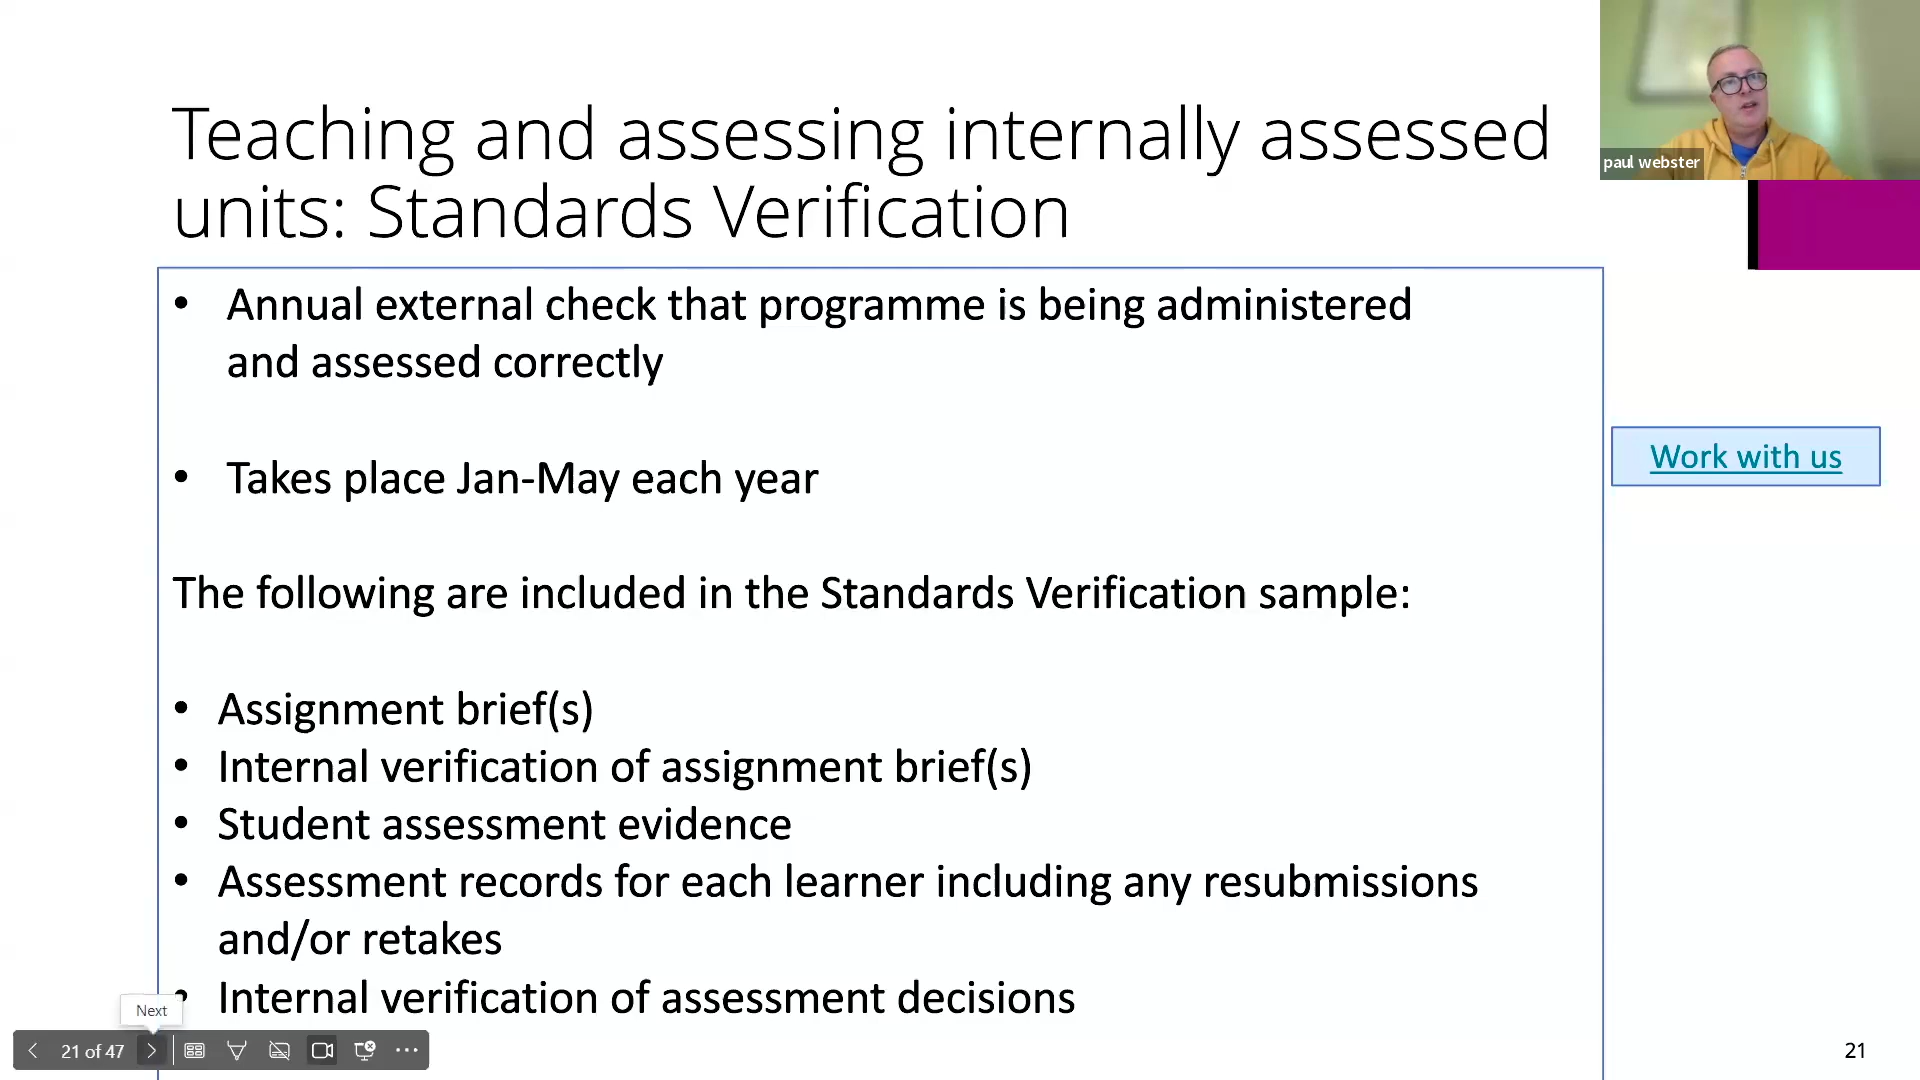 Teaching and assessing internally assessed
units: Standards Verification
paul webster
• Annual external check that programme is being administered
and assessed correctly
• Takes place Jan-May each year
Work with us
The following are included in the Standards Verification sample:
• Assignment brief(s)
• Internal verification of assignment brief(s)
• Student assessment evidence
• Assessment records for each learner including any resubmissions
and/or retakes
• Internal verification of assessment decisions
Next
21 of 47
21